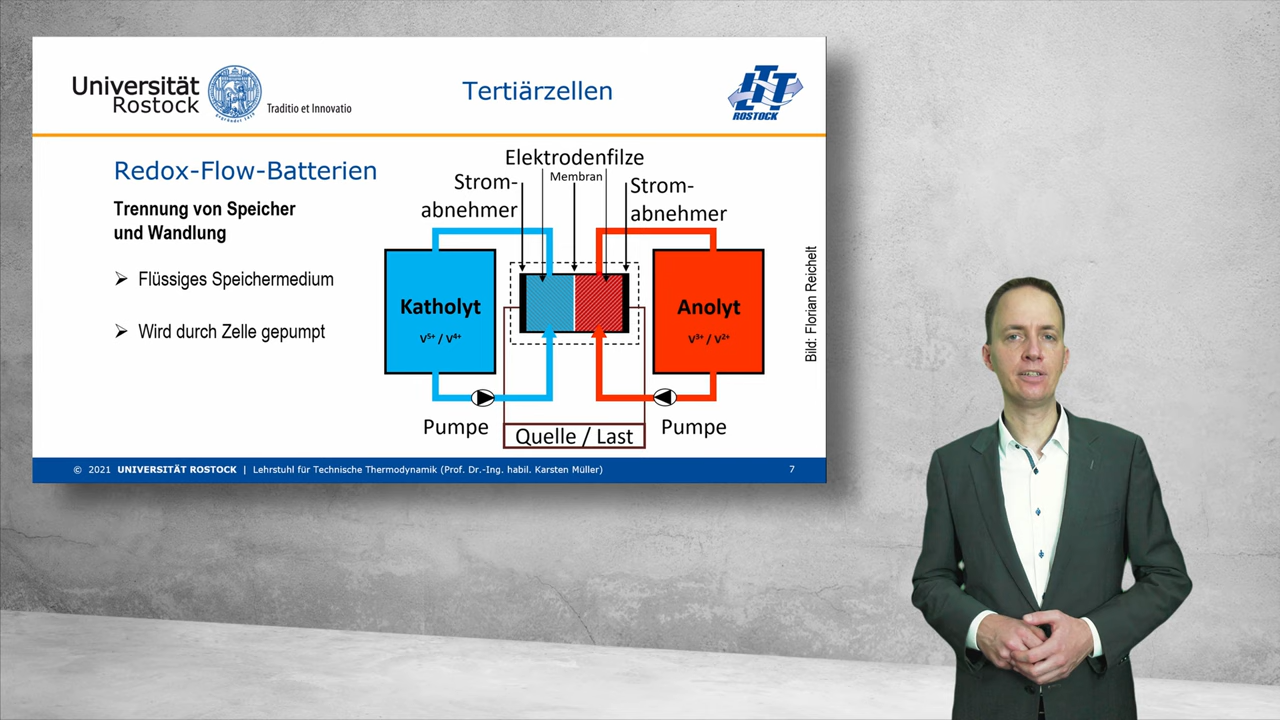 Universität
Rostock
Traditio et Innovatio
Tertiärzellen
LTT
ROSTOCK
Redox-Flow-Batterien
Trennung von Speicher
und Wandlung
➢ Flüssiges Speichermedium
➢ Wird durch Zelle gepumpt
Elektrodenfilze
Membran
Strom-
abnehmer
Strom-
abnehmer
Katholyt
V⁵⁺ / V⁴⁺
Anolyt
V³⁺ / V²⁺
Pumpe
Quelle / Last
Pumpe
Bild: Florian Reichelt
© 2021 UNIVERSITÄT ROSTOCK | Lehrstuhl für Technische Thermodynamik (Prof. Dr.-Ing. habil. Karsten Müller)
7